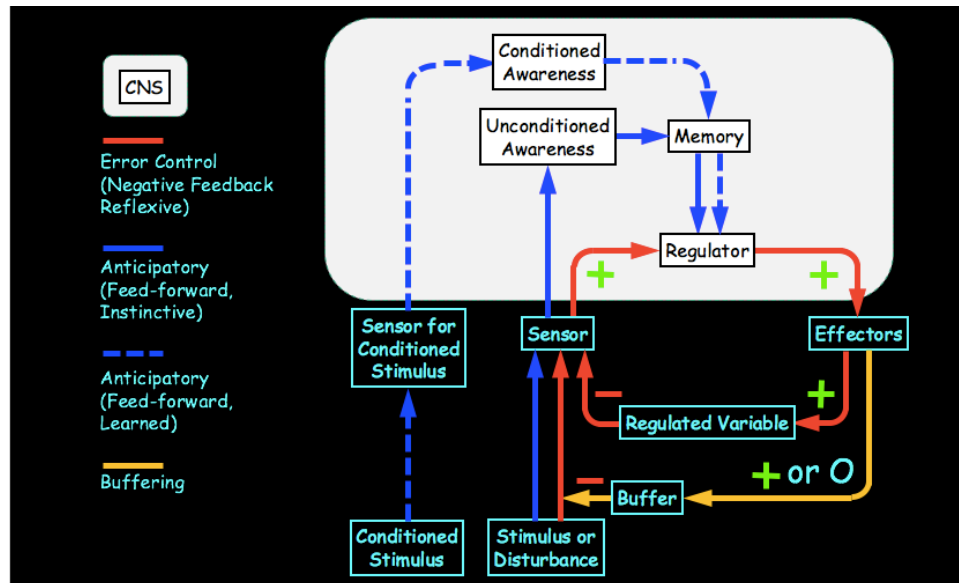 CNS
Error Control
(Negative Feedback
Reflexive)
Anticipatory
(Feed-forward,
Instinctive)
Anticipatory
(Feed-forward,
Learned)
Buffering
Conditioned
Awareness
Unconditioned
Awareness
Memory
Regulator
+
+
Sensor for
Conditioned
Stimulus
Sensor
Effectors
−
+
Regulated Variable
+ or O
−
Buffer
Conditioned
Stimulus
Stimulus or
Disturbance